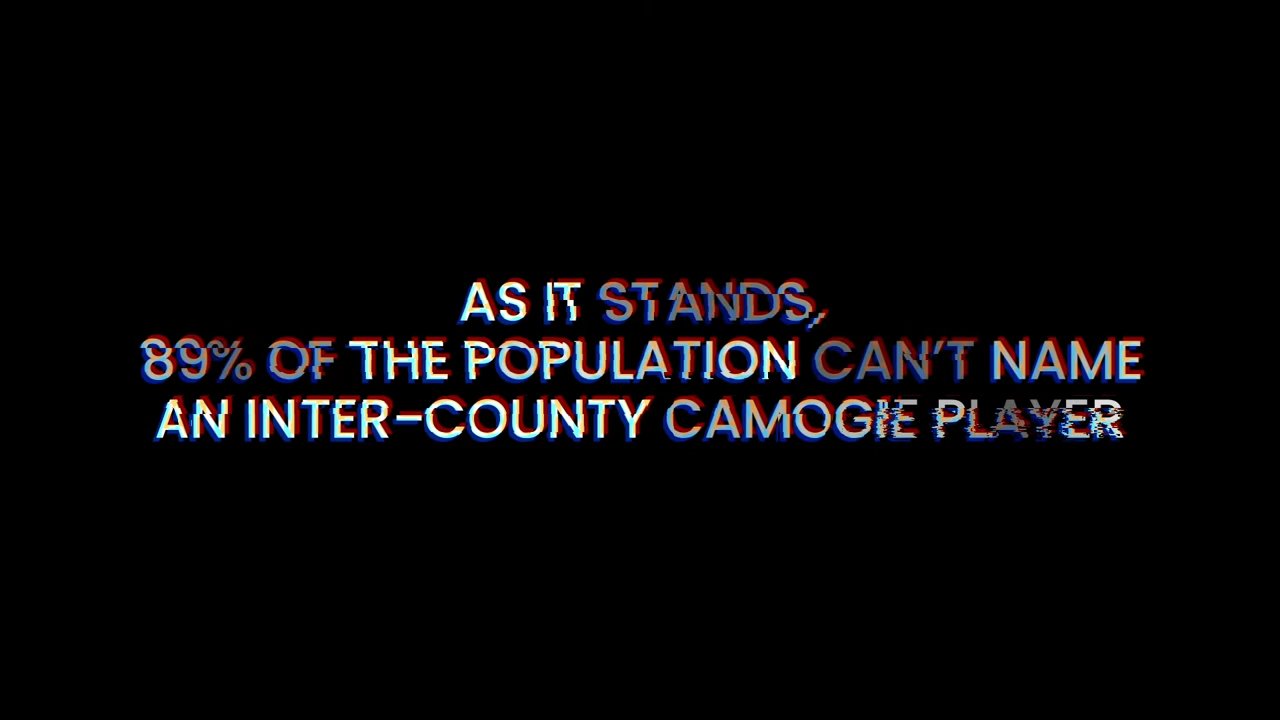 AS IT STANDS,
89% OF THE POPULATION CAN’T NAME
AN INTER-COUNTY CAMOGIE PLAYER